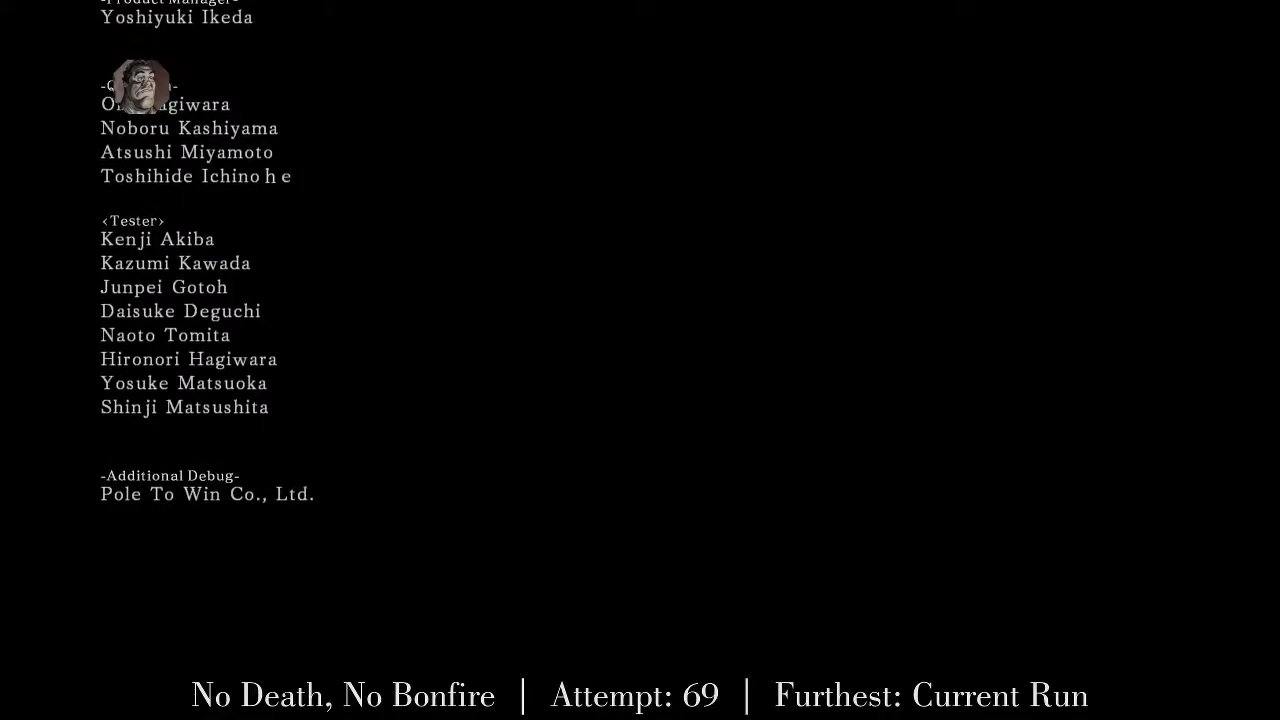 -Product Manager-
Yoshiyuki Ikeda
Noboru Kashiyama
Atsushi Miyamoto
Toshihide Ichinohe
‹Tester›
Kenji Akiba
Kazumi Kawada
Junpei Gotoh
Daisuke Deguchi
Naoto Tomita
Hironori Hagiwara
Yosuke Matsuoka
Shinji Matsushita
-Additional Debug-
Pole To Win Co., Ltd.
No Death, No Bonfire | Attempt: 69 | Furthest: Current Run